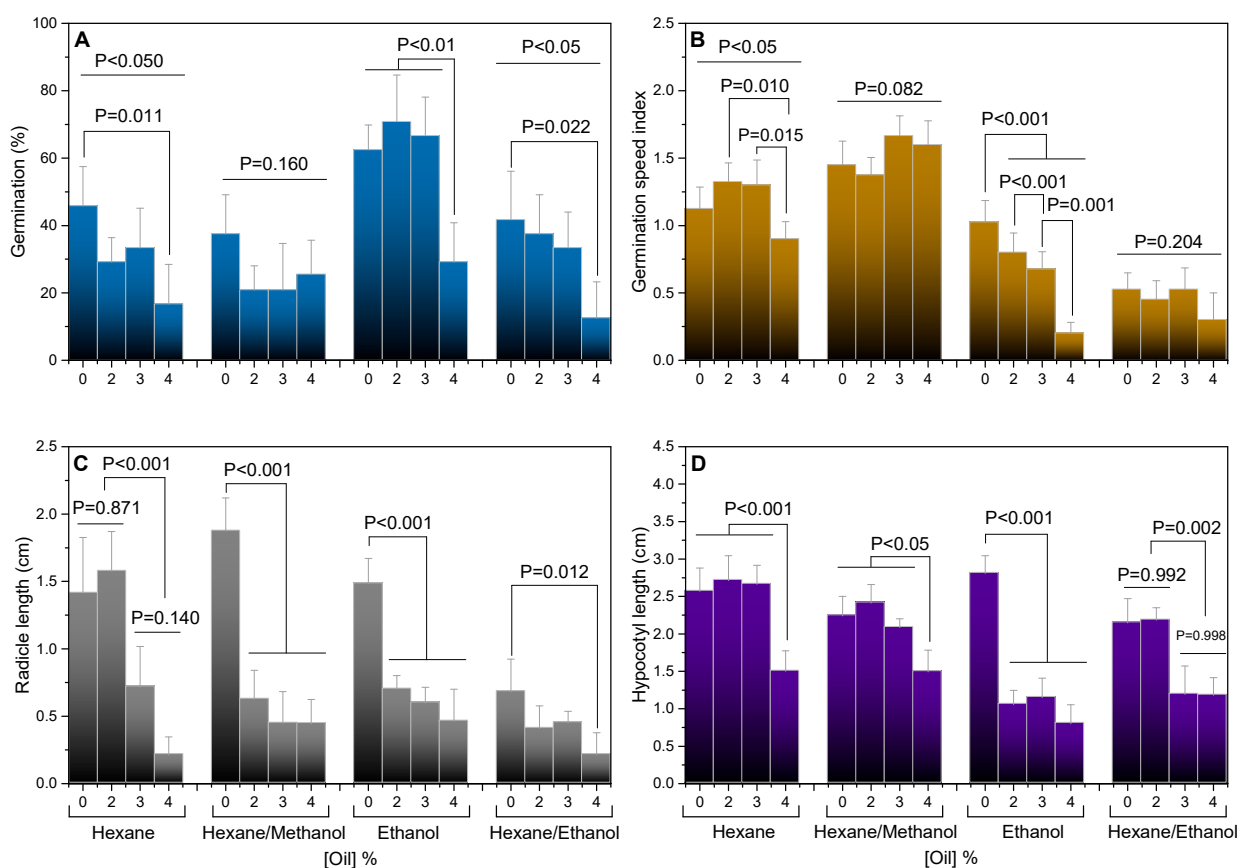 A
Germination (%)
100
80
60
40
20
0
P<0.050
P=0.011
P=0.160
P<0.01
P<0.05
P=0.022
0 2 3 4 0 2 3 4 0 2 3 4 0 2 3 4
B
Germination speed index
2.5
2.0
1.5
1.0
0.5
0.0
P<0.05
P=0.010
P=0.015
P=0.082
P<0.001
P<0.001
P=0.001
P=0.204
0 2 3 4 0 2 3 4 0 2 3 4 0 2 3 4
C
Radicle length (cm)
2.5
2.0
1.5
1.0
0.5
0.0
P<0.001
P=0.871
P=0.140
P<0.001
P<0.001
P=0.012
0 2 3 4 0 2 3 4 0 2 3 4 0 2 3 4
Hexane Hexane/Methanol Ethanol Hexane/Ethanol
[Oil] %
D
Hypocotyl length (cm)
4.5
4.0
3.5
3.0
2.5
2.0
1.5
1.0
0.5
0.0
P<0.001
P<0.05
P<0.001
P=0.002
P=0.992
P=0.998
0 2 3 4 0 2 3 4 0 2 3 4 0 2 3 4
Hexane Hexane/Methanol Ethanol Hexane/Ethanol
[Oil] %